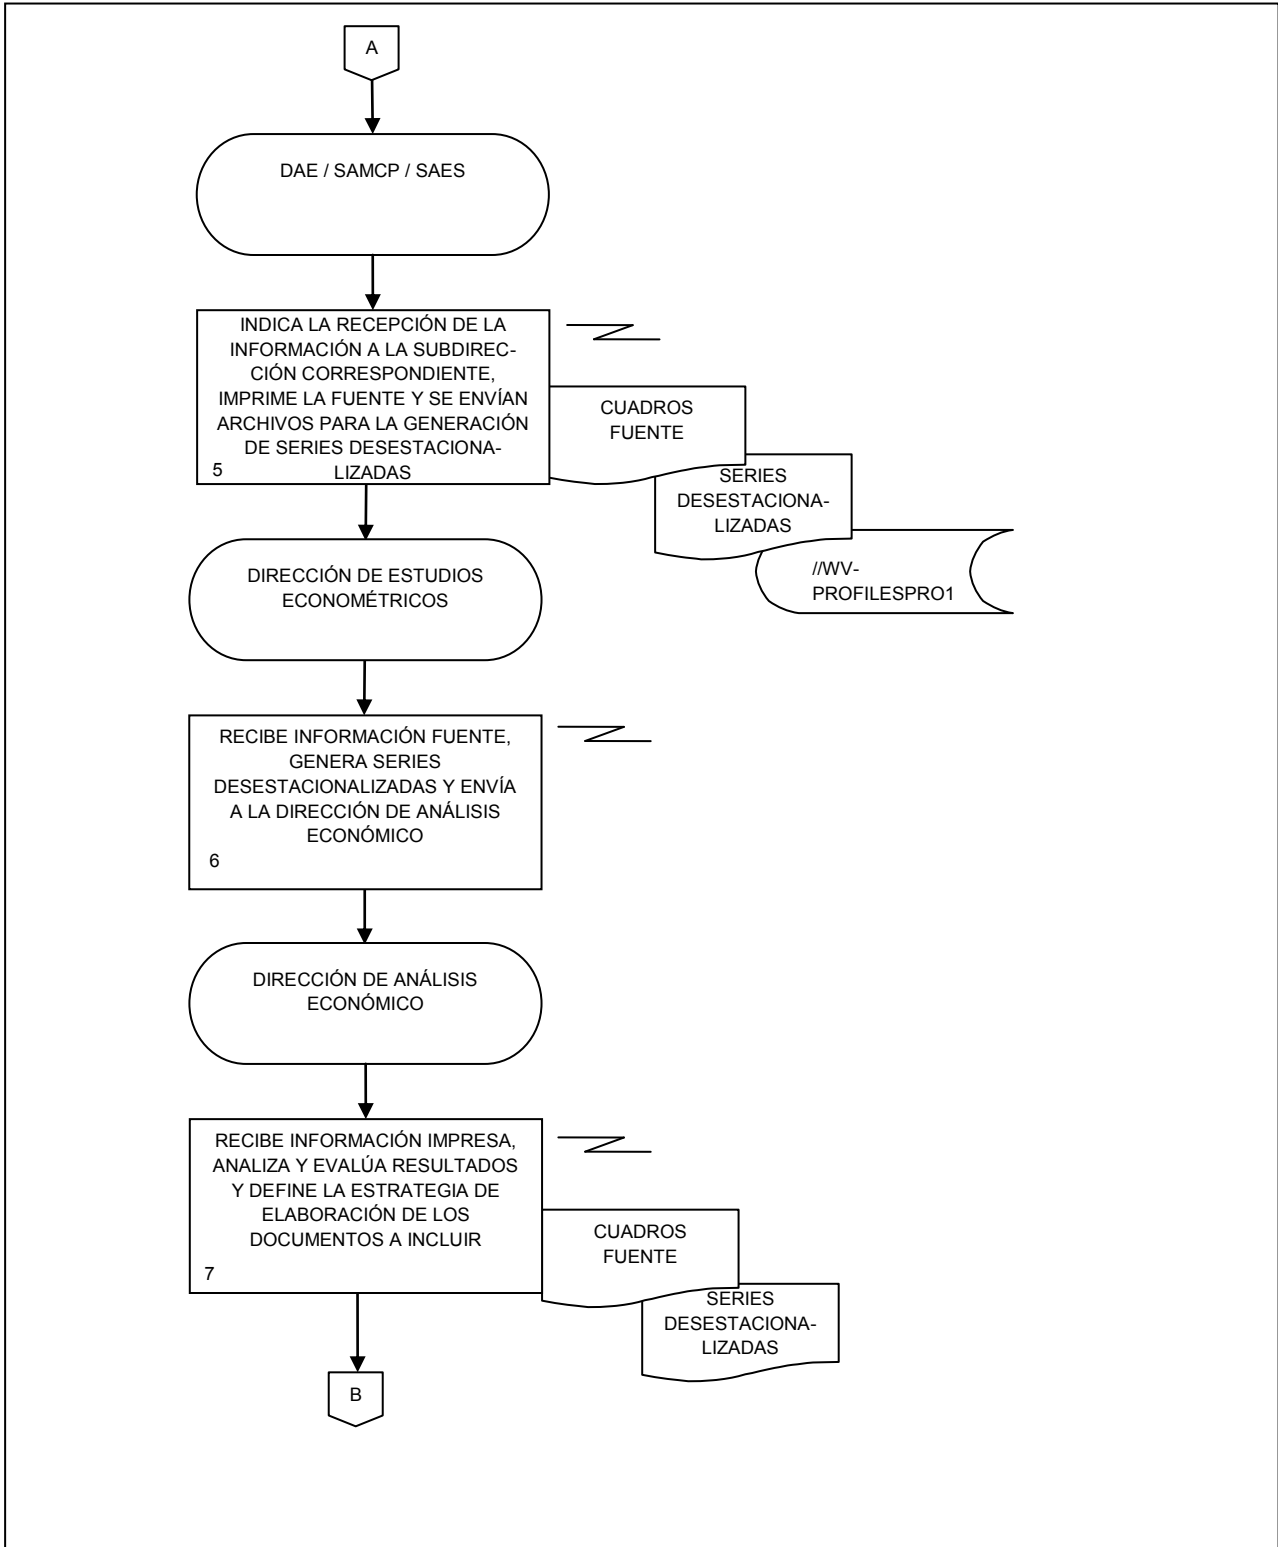 A
DAE / SAMCP / SAES
INDICA LA RECEPCIÓN DE LA
INFORMACIÓN A LA SUBDIREC-
CIÓN CORRESPONDIENTE,
IMPRIME LA FUENTE Y SE ENVÍAN
ARCHIVOS PARA LA GENERACIÓN
DE SERIES DESESTACIONA-
LIZADAS
5
CUADROS
FUENTE
SERIES
DESESTACIONA-
LIZADAS
//WV-
PROFILESPRO1
DIRECCIÓN DE ESTUDIOS
ECONOMÉTRICOS
RECIBE INFORMACIÓN FUENTE,
GENERA SERIES
DESESTACIONALIZADAS Y ENVÍA
A LA DIRECCIÓN DE ANÁLISIS
ECONÓMICO
6
DIRECCIÓN DE ANÁLISIS
ECONÓMICO
RECIBE INFORMACIÓN IMPRESA,
ANALIZA Y EVALÚA RESULTADOS
Y DEFINE LA ESTRATEGIA DE
ELABORACIÓN DE LOS
DOCUMENTOS A INCLUIR
7
CUADROS
FUENTE
SERIES
DESESTACIONA-
LIZADAS
B